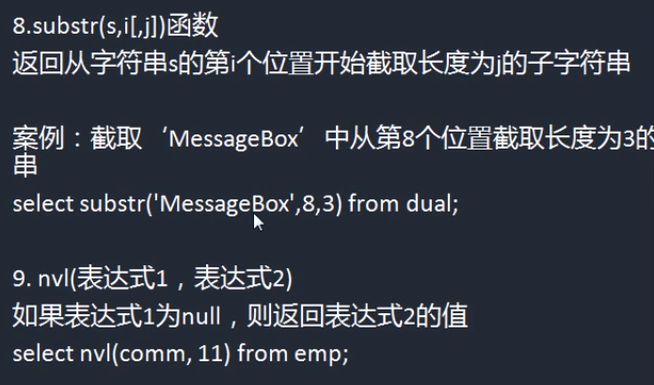 8.substr(s,i[,j])函数
返回从字符串s的第i个位置开始截取长度为j的子字符串
案例：截取‘MessageBox’中从第8个位置截取长度为3的
串
select substr('MessageBox',8,3) from dual;
9. nvl(表达式1，表达式2)
如果表达式1为null，则返回表达式2的值
select nvl(comm, 11) from emp;